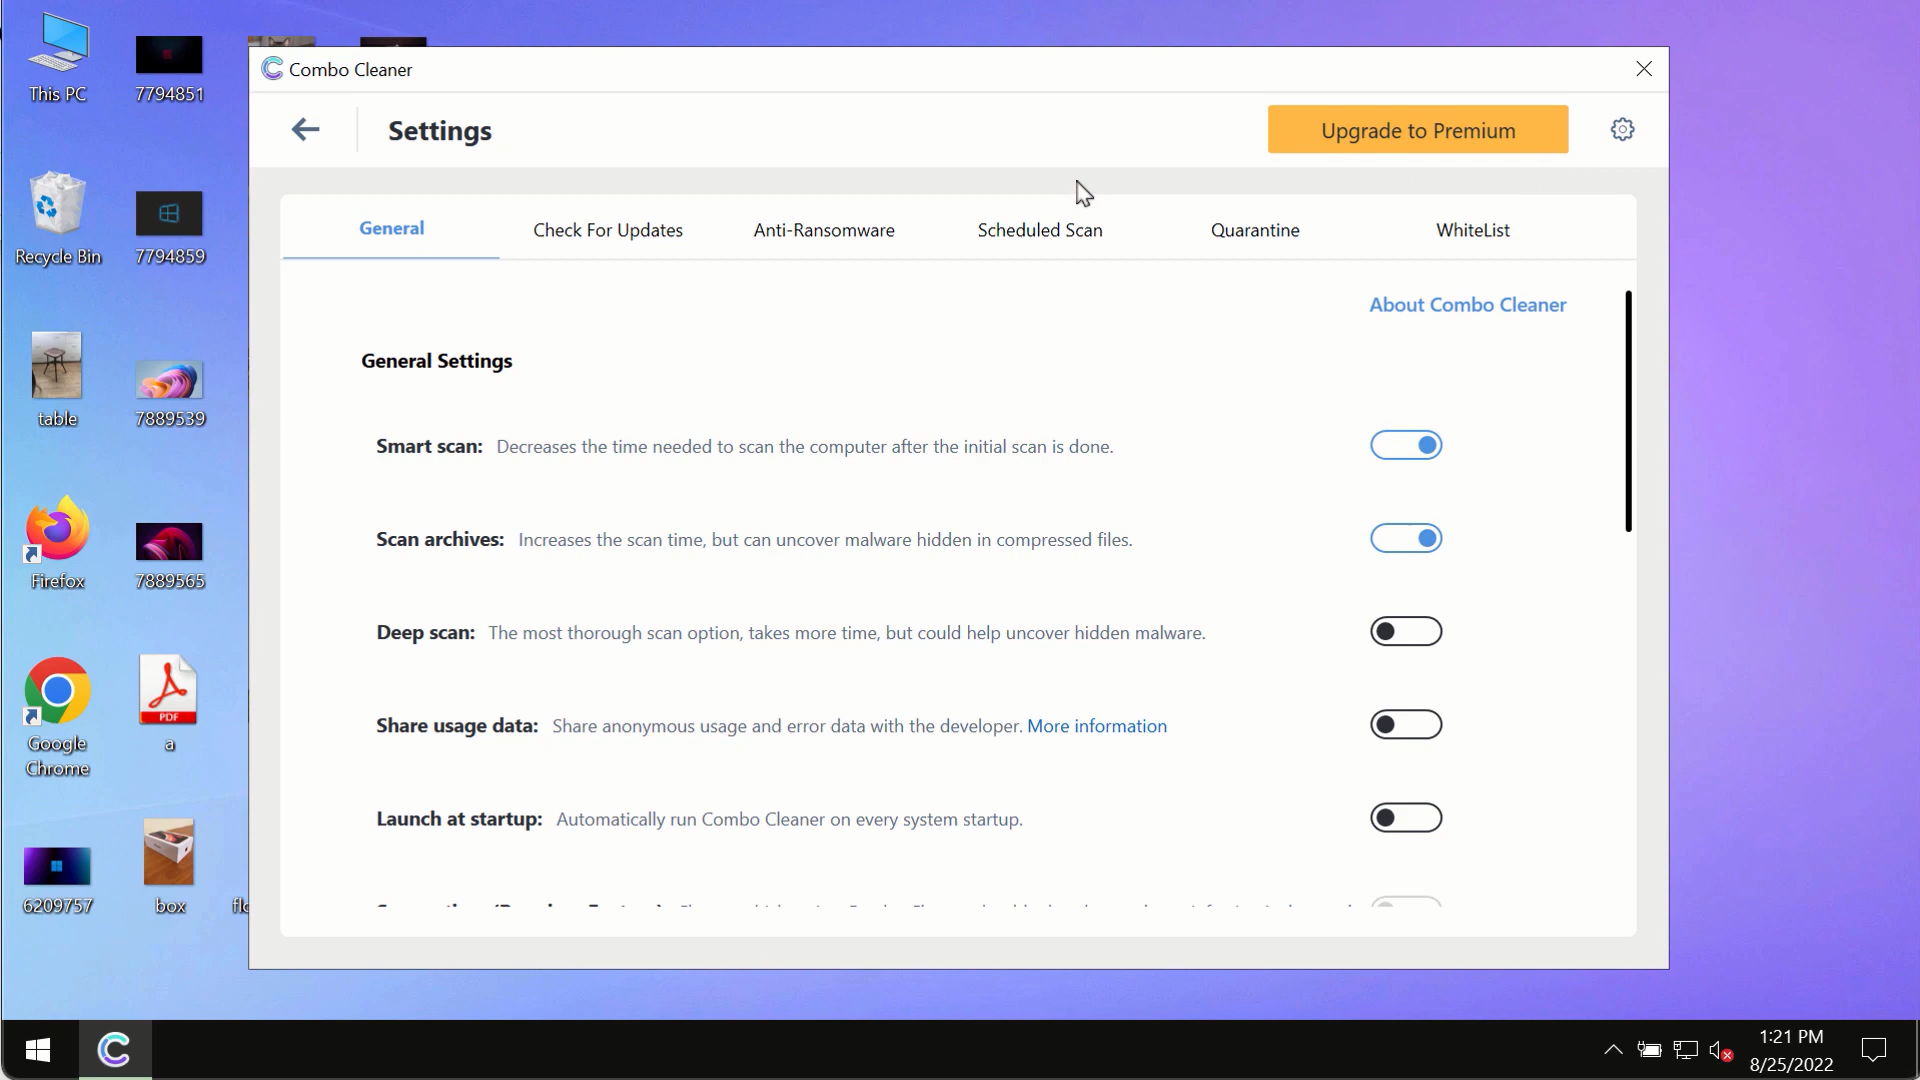 This PC
7794851
Recycle Bin
7794859
table
7889539
Firefox
7889565
Google
Chrome
PDF
a
6209757
box
Combo Cleaner
Settings
Upgrade to Premium
General
Check For Updates
Anti-Ransomware
Scheduled Scan
Quarantine
WhiteList
About Combo Cleaner
General Settings
Smart scan: Decreases the time needed to scan the computer after the initial scan is done.
Scan archives: Increases the scan time, but can uncover malware hidden in compressed files.
Deep scan: The most thorough scan option, takes more time, but could help uncover hidden malware.
Share usage data: Share anonymous usage and error data with the developer. More information
Launch at startup: Automatically run Combo Cleaner on every system startup.
1:21 PM
8/25/2022